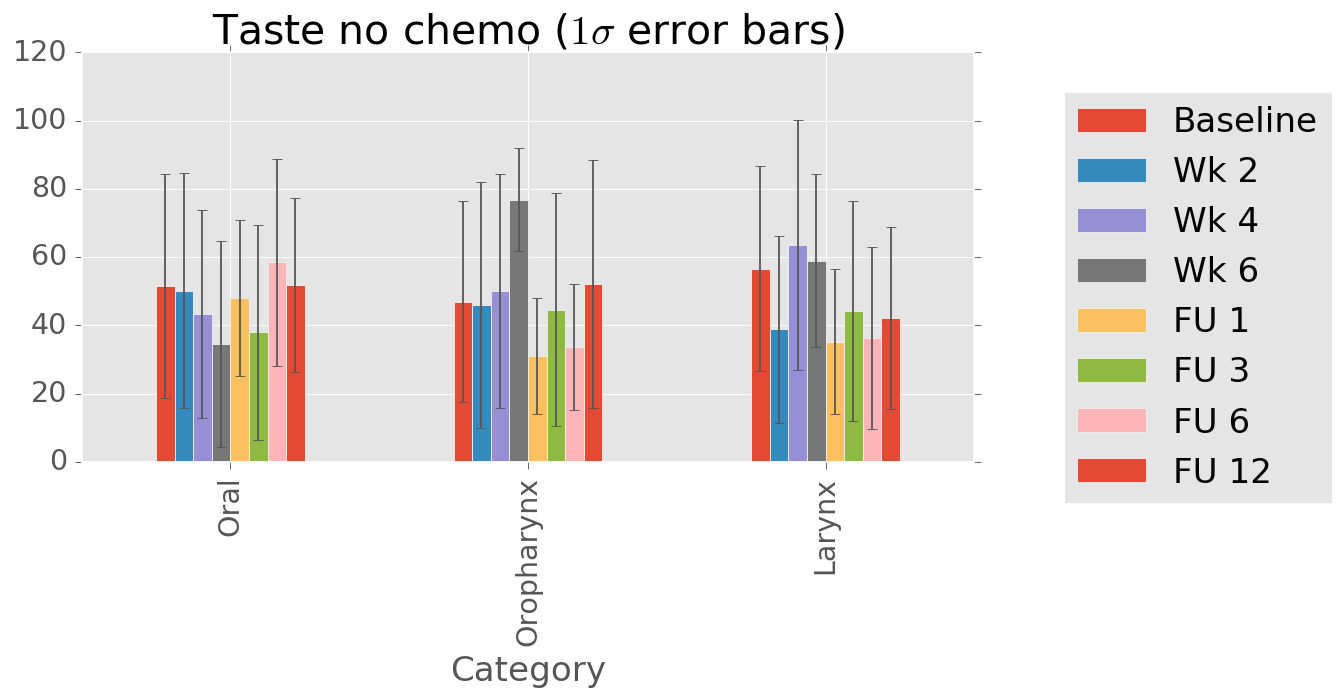 Taste no chemo (1σ error bars)
120
100
80
60
40
20
0
Oral
Oropharynx
Larynx
Category
Baseline
Wk 2
Wk 4
Wk 6
FU 1
FU 3
FU 6
FU 12